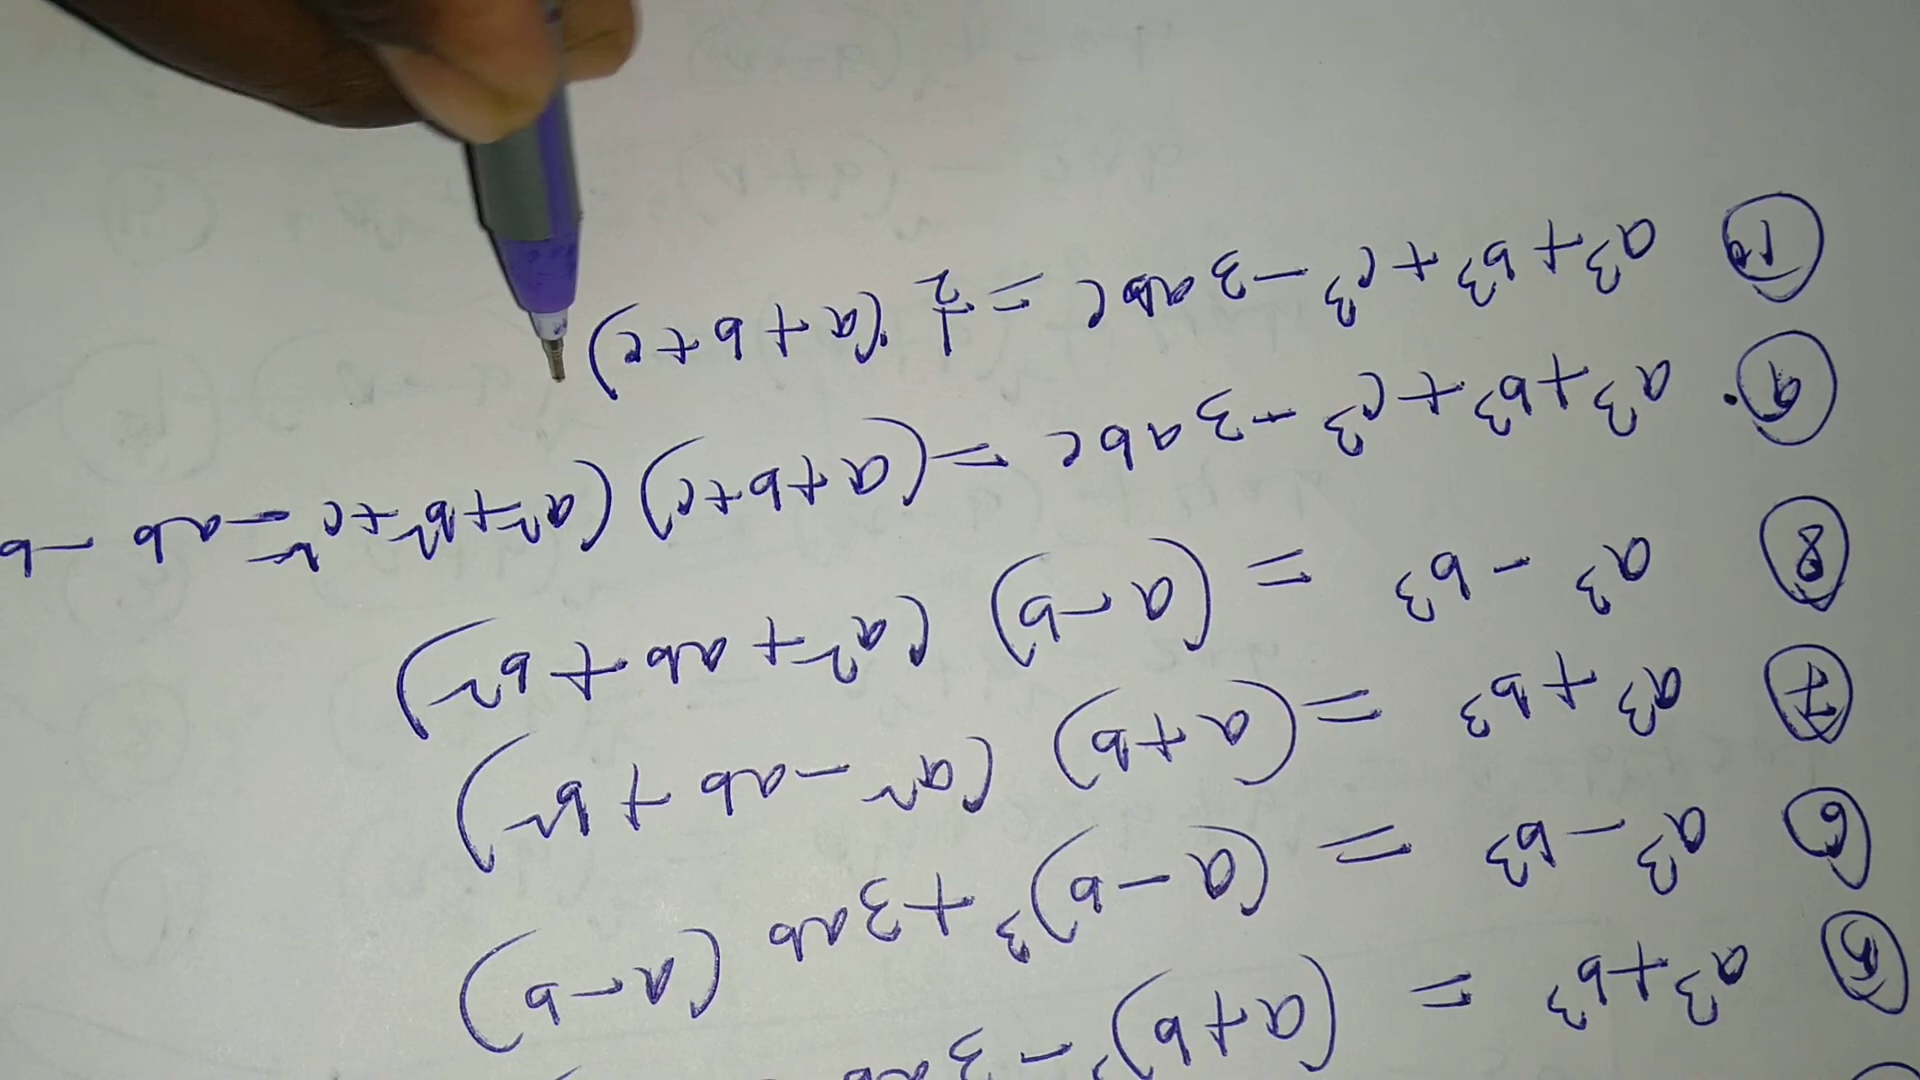 ⑤ a³+b³ = (a+b)³ - 3ab
⑥ a³-b³ = (a-b)³+3ab (a-b)
⑦ a³+b³ = (a+b) (a²-ab+b²)
⑧ a³-b³ = (a-b) (a²+ab+b²)
⑨ a³+b³+c³-3abc = (a+b+c) (a²+b²+c²-ab-b
⑩ a³+b³+c³-3abc = 1/2 (a+b+c)